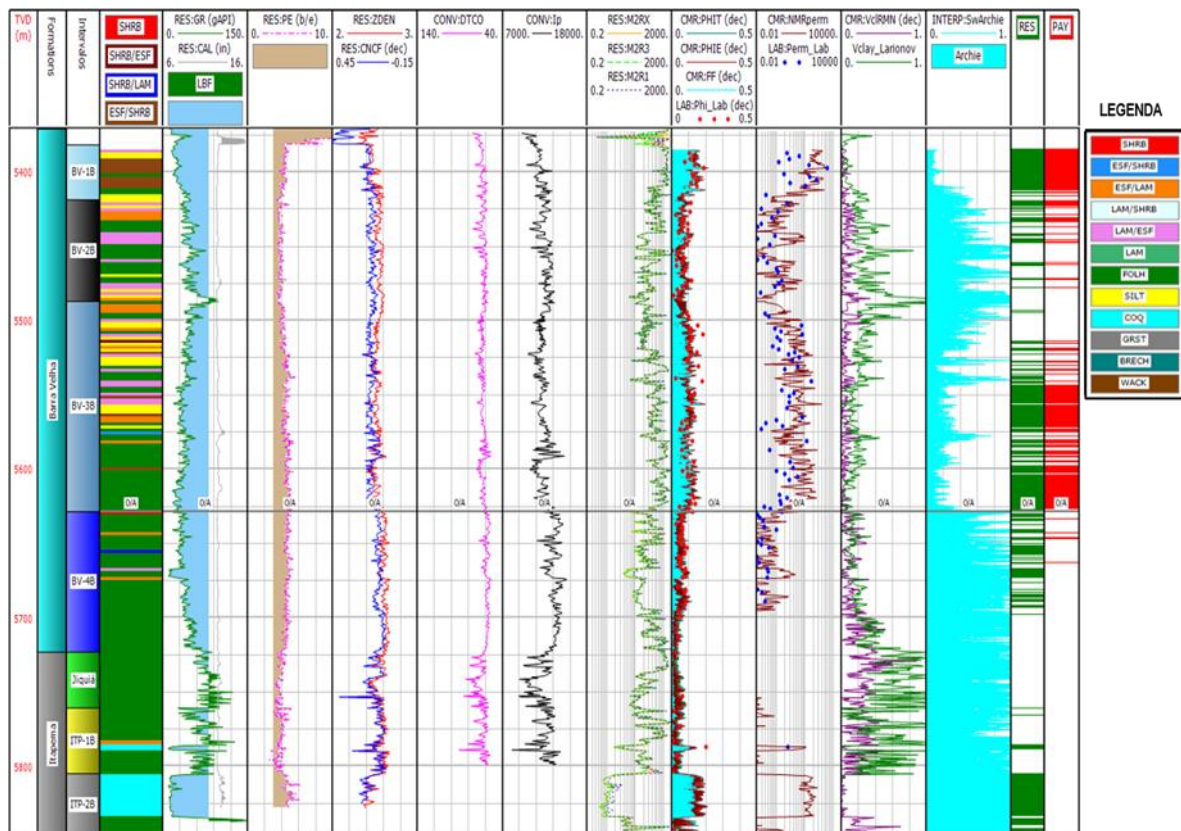 TVD
(m)
Formations
Intervalos
SHRB
SHRB/ESF
SHRB/LAM
ESF/SHRB
RES:GR (gAPI)
0. 150.
RES:CAL (in)
6. 16.
LBF
RES:PE (b/e)
0. 10.
RES:ZDEN
2. 3.
RES:CNCF (dec)
0.45 -0.15
CONV:DTCO
140. 40.
CONV:Ip
7000. 18000.
RES:M2RX
0.2 2000.
RES:M2R3
0.2 2000.
RES:M2R1
0.2 2000.
CMR:PHIT (dec)
0. 0.5
CMR:PHIE (dec)
0. 0.5
CMR:FF (dec)
0. 0.5
LAB:Phi_Lab (dec)
0 0.5
CMR:NMRperm
0.01 10000.
LAB:Perm_Lab
0.01 10000
CMR:VclRMN (dec)
0. 1.
Vclay_Larionov
0. 1.
INTERP:SwArchie
0. 1.
Archie
RES
PAY
5400
5500
5600
5700
5800
Barra Velha
Itapema
BV-1B
BV-2B
BV-3B
BV-4B
Jiquiá
ITP-1B
ITP-2B
O/A O/A O/A O/A O/A O/A O/A O/A O/A O/A O/A O/A
LEGENDA
SHRB
ESF/SHRB
ESF/LAM
LAM/SHRB
LAM/ESF
LAM
FOLH
SILT
COQ
GRST
BRECH
WACK